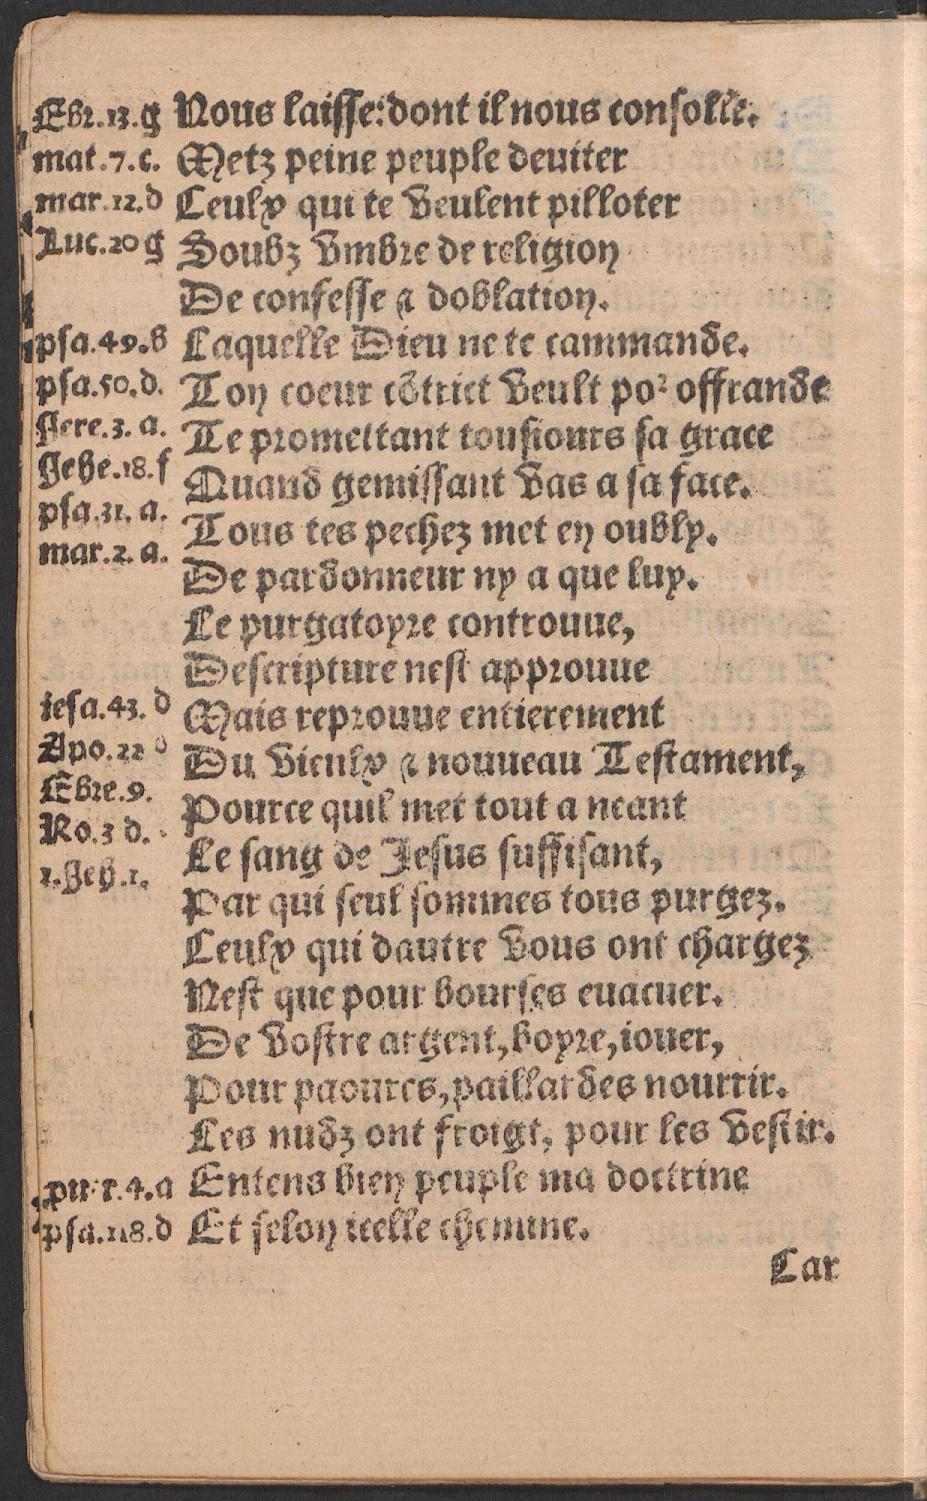 Ebr.13.g Nous laisse:dont il nous consolle.
mat.7.c. Metz peine peuple deuiter
mar.12.d Ceulx qui te veulent pilloter
Luc.20 g Soubz vmbre de religion
De confesse & doblation.
psa.49.b Laquelle Dieu ne te cammande.
psa.50.d. Ton coeur cõtrict veult poꝛ offrande
Jere.3. a. Te promettant tousiours sa grace
Jehe.18.f Quand gemissant vas a sa face.
psa.31. a. Tous tes pechez met en oubly.
mar.2. a. De pardonneur ny a que luy.
Le purgatoyre controuue,
Descripture nest approuue
iesa.43. d Mais reprouue entierement
Apo.22 Du vieulx & nouueau Testament,
Ebre.9. Pource quil met tout a neant
Ro.3 d. Le sang de Jesus suffisant,
1.Jeh.1. Par qui seul sommes tous purgez.
Ceulx qui dautre vous ont chargez
Nest que pour bourses euacuer.
De vostre argent,boyre,iouer,
Pour paoures,paillardes nourrir.
Les nudz ont froigt, pour les vestir.
4.a Entens bien peuple ma doctrine
psa.118.d Et selon icelle chemine.
Car